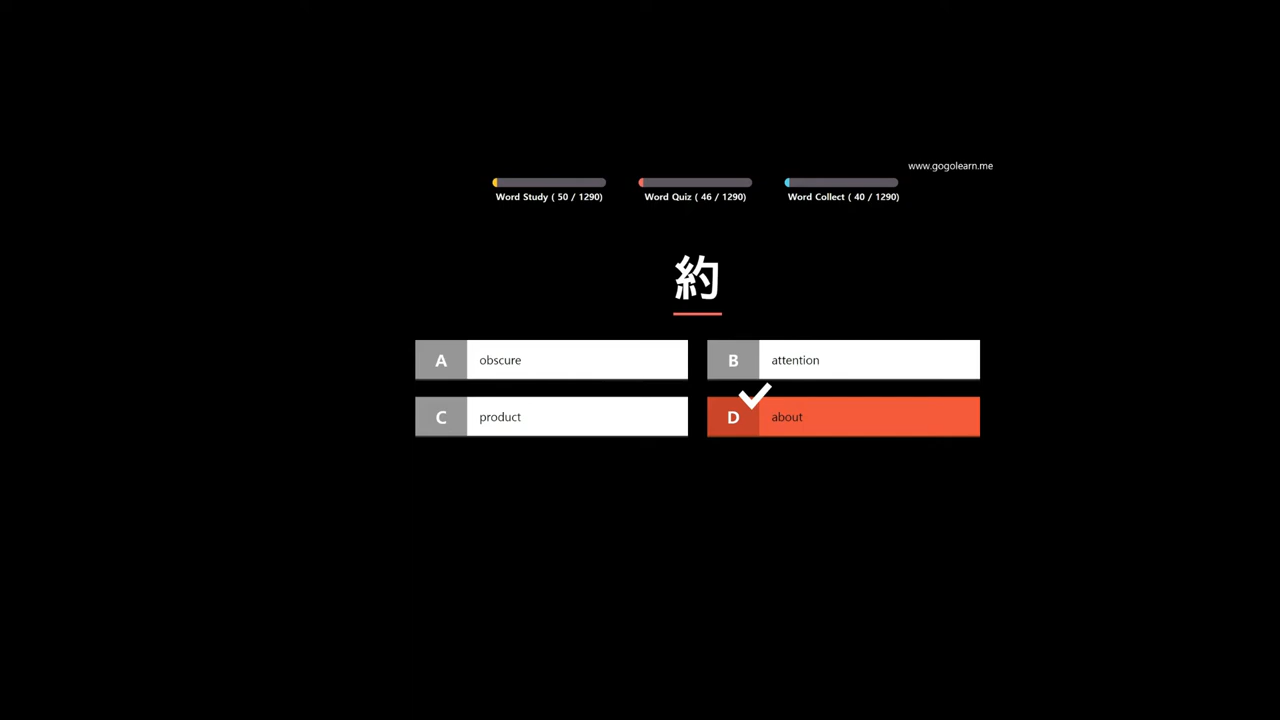 www.gogolearn.me
Word Study ( 50 / 1290) Word Quiz ( 46 / 1290) Word Collect ( 40 / 1290)
約
A obscure B attention
C product D about